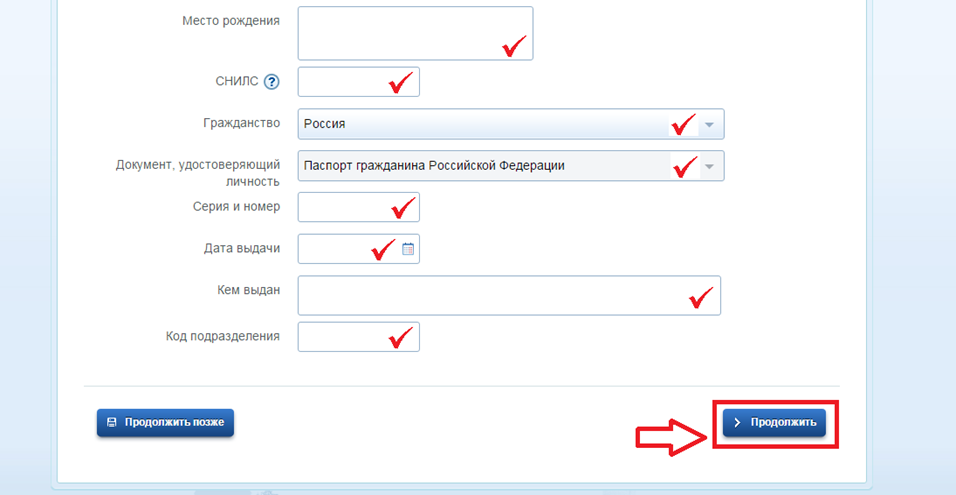 Место рождения
СНИЛС ?
Гражданство
Россия
Документ, удостоверяющий
личность
Паспорт гражданина Российской Федерации
Серия и номер
Дата выдачи
Кем выдан
Код подразделения
Продолжить позже
Продолжить